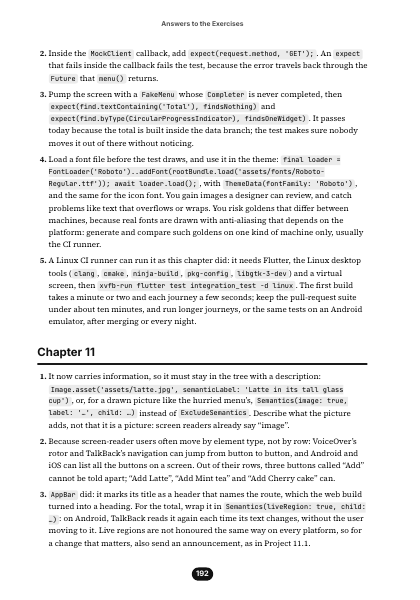 Answers to the Exercises
2. Inside the MockClient callback, add expect(request.method, 'GET');. An expect
that fails inside the callback fails the test, because the error travels back through the
Future that menu() returns.
3. Pump the screen with a FakeMenu whose Completer is never completed, then
expect(find.textContaining('Total'), findsNothing) and
expect(find.byType(CircularProgressIndicator), findsOneWidget). It passes
today because the total is built inside the data branch; the test makes sure nobody
moves it out of there without noticing.
4. Load a font file before the test draws, and use it in the theme: final loader =
FontLoader('Roboto')..addFont(rootBundle.load('assets/fonts/Roboto-
Regular.ttf')); await loader.load();, with ThemeData(fontFamily: 'Roboto'),
and the same for the icon font. You gain images a designer can review, and catch
problems like text that overflows or wraps. You risk goldens that differ between
machines, because real fonts are drawn with anti-aliasing that depends on the
platform: generate and compare such goldens on one kind of machine only, usually
the CI runner.
5. A Linux CI runner can run it as this chapter did: it needs Flutter, the Linux desktop
tools (clang, cmake, ninja-build, pkg-config, libgtk-3-dev) and a virtual
screen, then xvfb-run flutter test integration_test -d linux. The first build
takes a minute or two and each journey a few seconds; keep the pull-request suite
under about ten minutes, and run longer journeys, or the same tests on an Android
emulator, after merging or every night.
Chapter 11
1. It now carries information, so it must stay in the tree with a description:
Image.asset('assets/latte.jpg', semanticLabel: 'Latte in its tall glass
cup'), or, for a drawn picture like the hurried menu's, Semantics(image: true,
label: '…', child: …) instead of ExcludeSemantics. Describe what the picture
adds, not that it is a picture: screen readers already say “image”.
2. Because screen-reader users often move by element type, not by row: VoiceOver's
rotor and TalkBack's navigation can jump from button to button, and Android and
iOS can list all the buttons on a screen. Out of their rows, three buttons called “Add”
cannot be told apart; “Add Latte”, “Add Mint tea” and “Add Cherry cake” can.
3. AppBar did: it marks its title as a header that names the route, which the web build
turned into a heading. For the total, wrap it in Semantics(liveRegion: true, child:
…): on Android, TalkBack reads it again each time its text changes, without the user
moving to it. Live regions are not honoured the same way on every platform, so for
a change that matters, also send an announcement, as in Project 11.1.
192